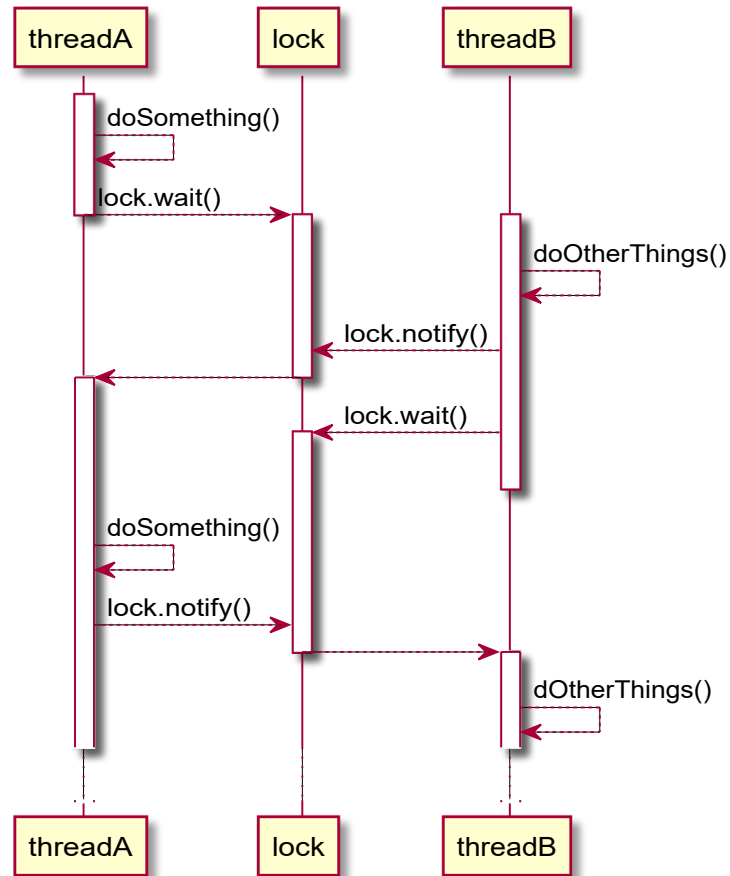 threadA
lock
threadB
doSomething()
lock.wait()
doOtherThings()
lock.notify()
lock.wait()
doSomething()
lock.notify()
dOtherThings()
threadA
lock
threadB